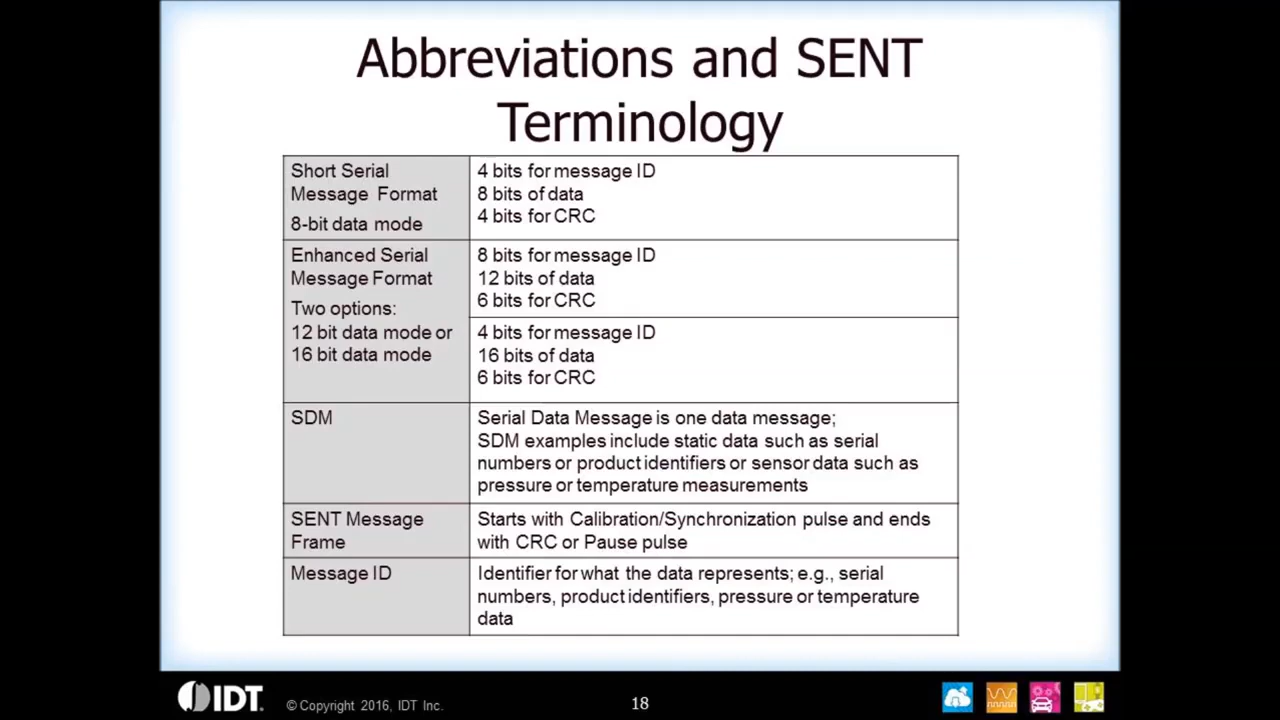 Abbreviations and SENT
Terminology
Short Serial
Message Format
8-bit data mode
4 bits for message ID
8 bits of data
4 bits for CRC
Enhanced Serial
Message Format
Two options:
12 bit data mode or
16 bit data mode
8 bits for message ID
12 bits of data
6 bits for CRC
4 bits for message ID
16 bits of data
6 bits for CRC
SDM
Serial Data Message is one data message;
SDM examples include static data such as serial
numbers or product identifiers or sensor data such as
pressure or temperature measurements
SENT Message
Frame
Starts with Calibration/Synchronization pulse and ends
with CRC or Pause pulse
Message ID
Identifier for what the data represents; e.g., serial
numbers, product identifiers, pressure or temperature
data
IDT.
© Copyright 2016, IDT Inc.
18